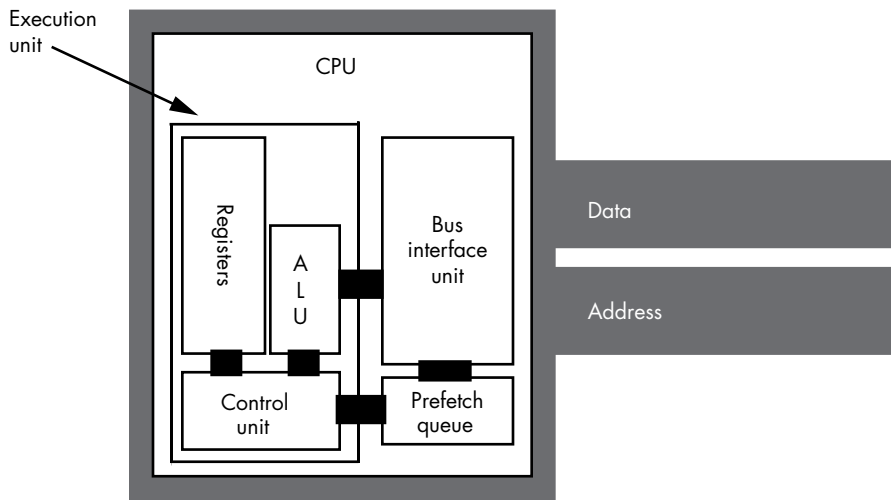 Execution
unit
CPU
Registers
A
L
U
Bus
interface
unit
Control
unit
Prefetch
queue
Data
Address